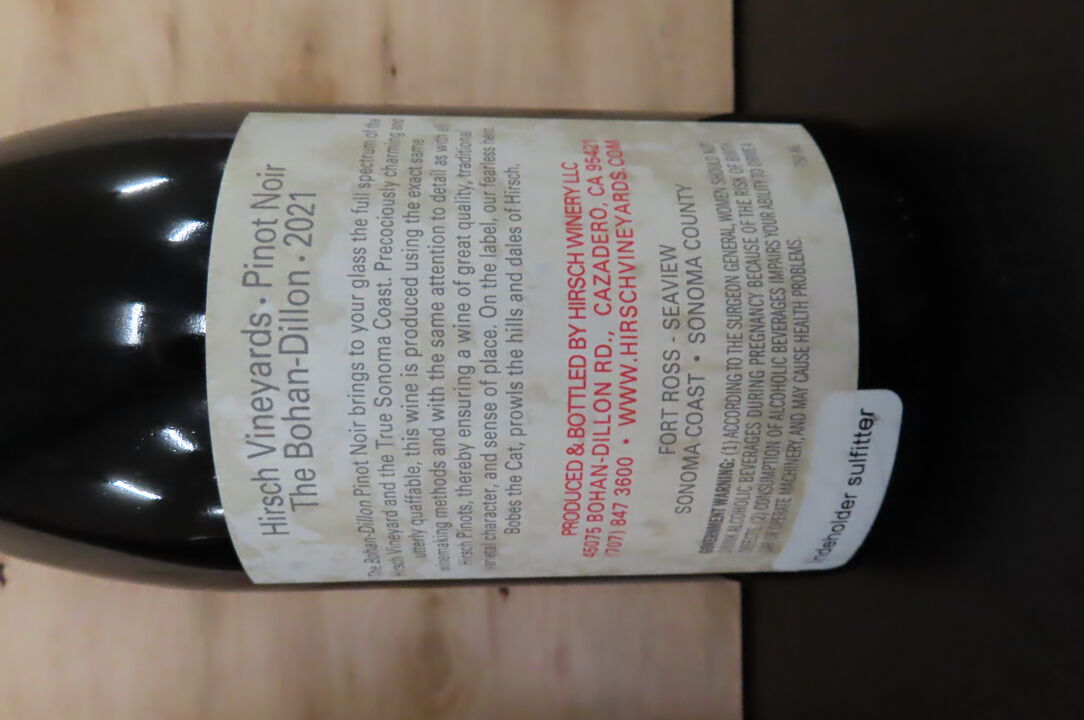 Hirsch Vineyards • Pinot Noir
The Bohan-Dillon • 2021
The Bohan-Dillon Pinot Noir brings to your glass the full spectrum of the
Hirsch Vineyard and the True Sonoma Coast. Precociously charming and
utterly quaffable, this wine is produced using the exact same
winemaking methods and with the same attention to detail as with all
Hirsch Pinots, thereby ensuring a wine of great quality, traditional
varietal character, and sense of place. On the label, our fearless hero,
Bobes the Cat, prowls the hills and dales of Hirsch.
PRODUCED & BOTTLED BY HIRSCH WINERY LLC
45075 BOHAN-DILLON RD., CAZADERO, CA 95421
(707) 847 3600 • WWW.HIRSCHVINEYARDS.COM
FORT ROSS - SEAVIEW
SONOMA COAST • SONOMA COUNTY
GOVERNMENT WARNING: (1) ACCORDING TO THE SURGEON GENERAL, WOMEN SHOULD NOT
DRINK ALCOHOLIC BEVERAGES DURING PREGNANCY BECAUSE OF THE RISK OF BIRTH
DEFECTS. (2) CONSUMPTION OF ALCOHOLIC BEVERAGES IMPAIRS YOUR ABILITY TO DRIVE A
CAR OR OPERATE MACHINERY, AND MAY CAUSE HEALTH PROBLEMS.
750 ML
Indeholder sulfitter